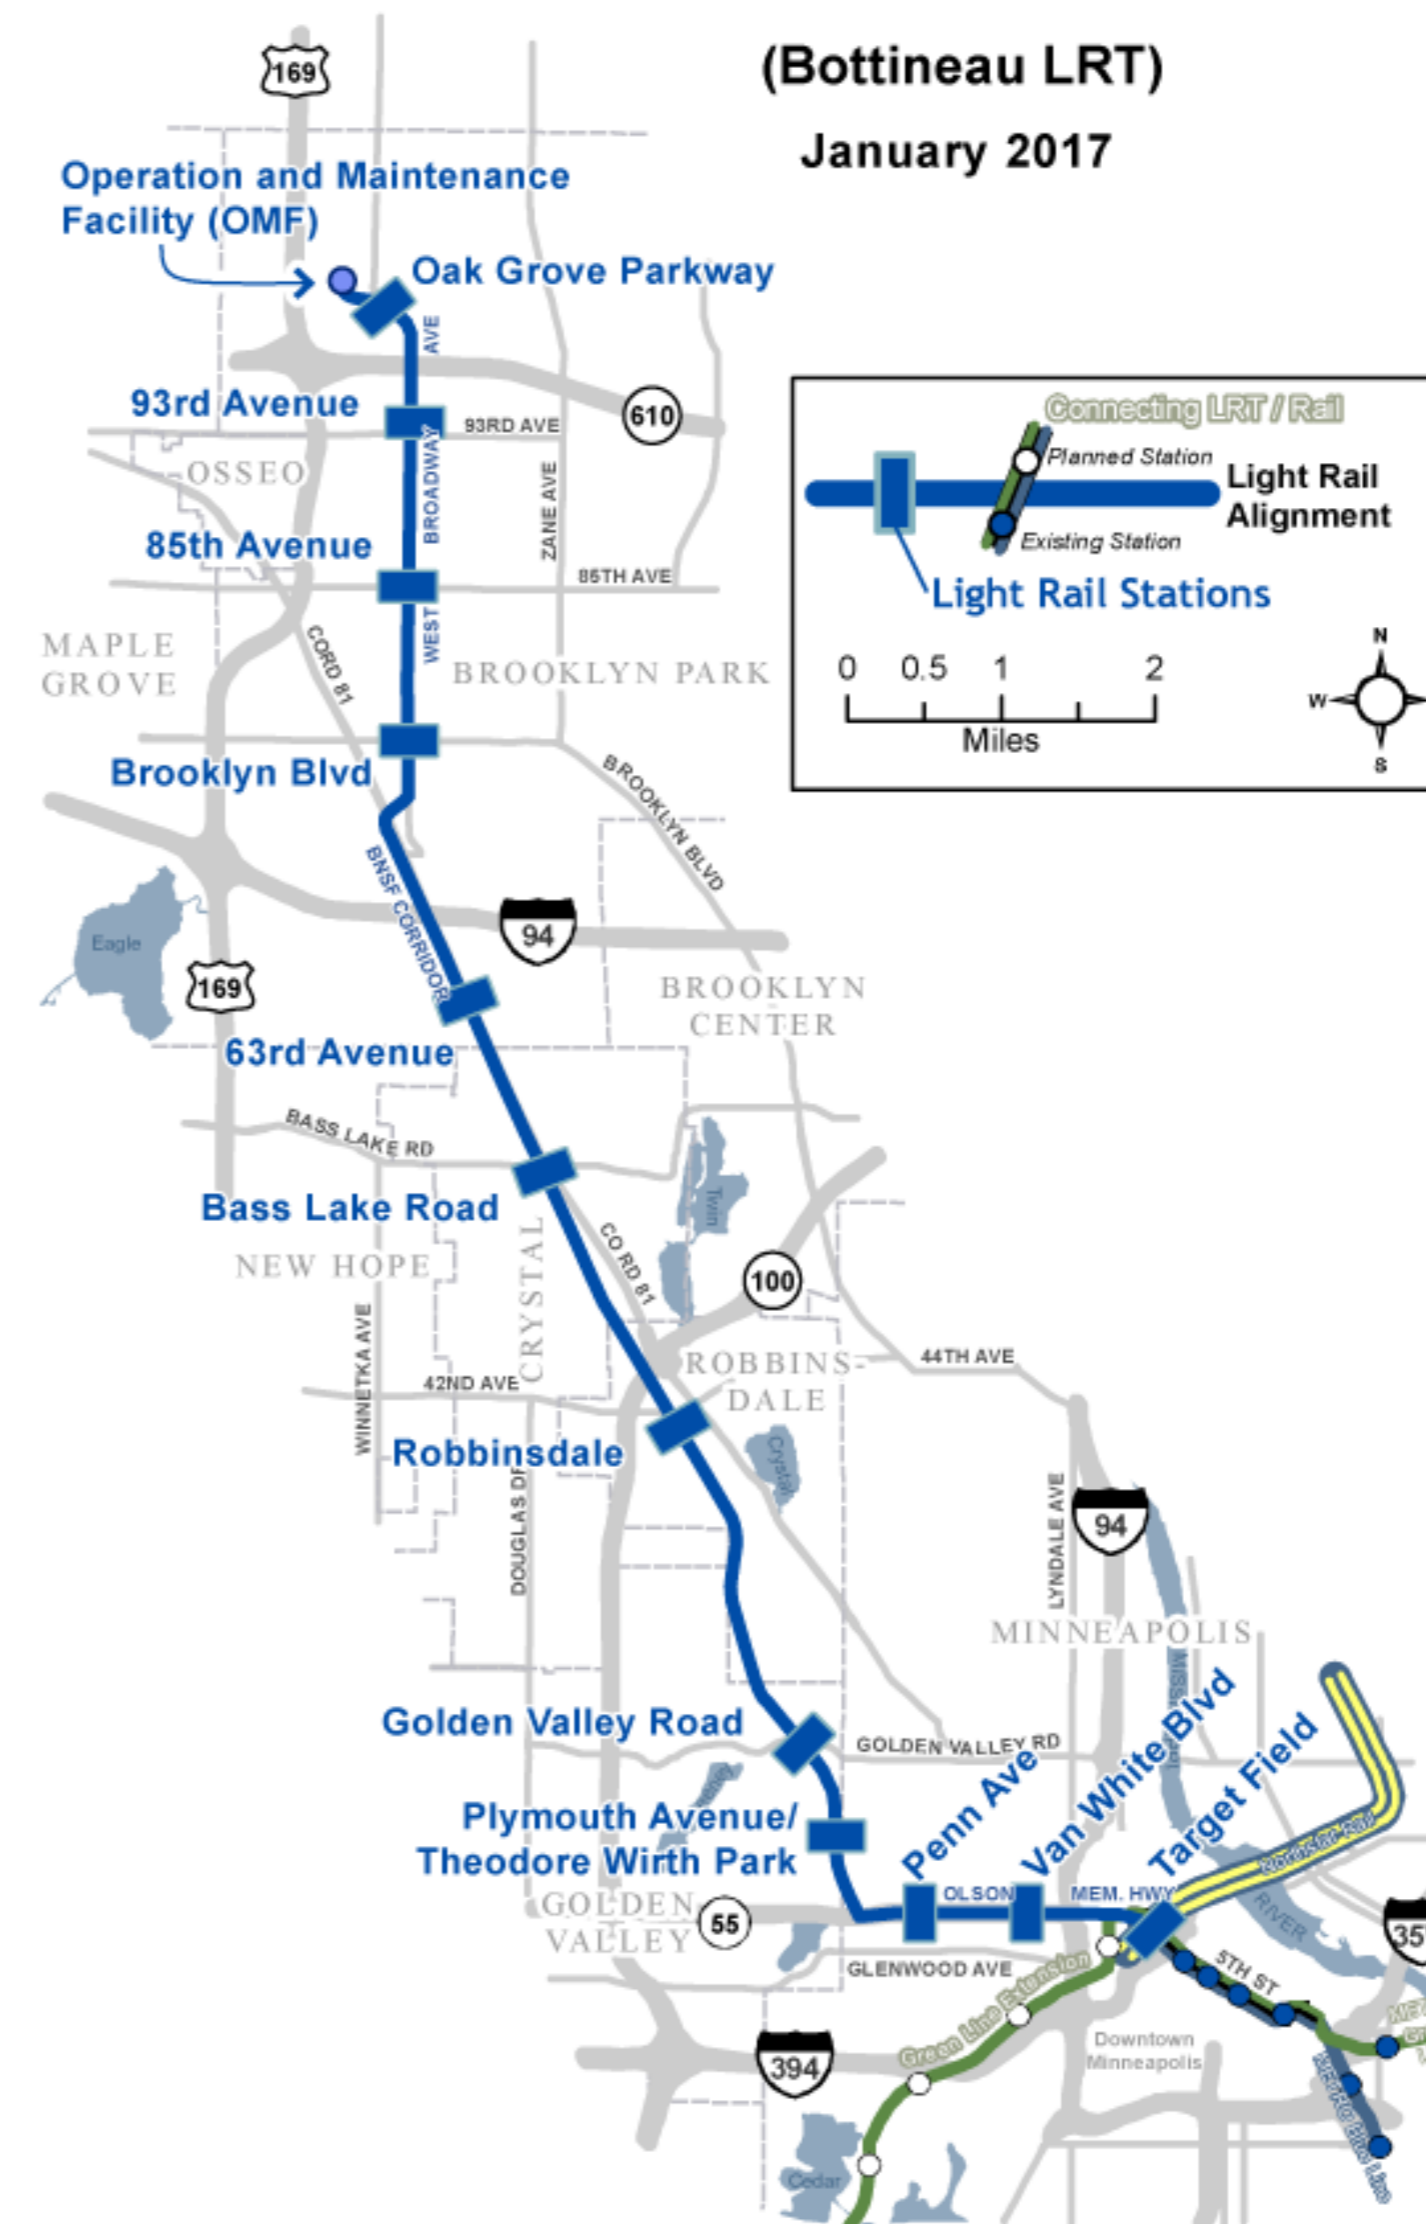 (Bottineau LRT)
January 2017
169
Operation and Maintenance
Facility (OMF)
Oak Grove Parkway
AVE
93rd Avenue
93RD AVE
610
BROADWAY
OSSEO
ZANE AVE
85th Avenue
85TH AVE
WEST
CORD 81
MAPLE
GROVE
BROOKLYN PARK
Brooklyn Blvd
BROOKLYN BLVD
Connecting LRT / Rail
Planned Station
Light Rail
Alignment
Existing Station
Light Rail Stations
0 0.5 1 2
Miles
N
W
S
BNSF CORRIDOR
94
Eagle
169
BROOKLYN
CENTER
63rd Avenue
BASS LAKE RD
Twin
Bass Lake Road
NEW HOPE
CRYSTAL
CO RD 81
100
WINNETKA AVE
ROBBINS-
DALE
44TH AVE
42ND AVE
Robbinsdale
Crystal
DOUGLAS DR
LYNDALE AVE
94
MINNEAPOLIS
Golden Valley Road
GOLDEN VALLEY RD
Penn Ave
Van White Blvd
Target Field
Plymouth Avenue/
Theodore Wirth Park
OLSON
MEM. HWY
GOLDEN
VALLEY
55
RIVER
35
GLENWOOD AVE
5TH ST
Green Line Extension
Downtown
Minneapolis
394
METRO Blue Line
Cedar